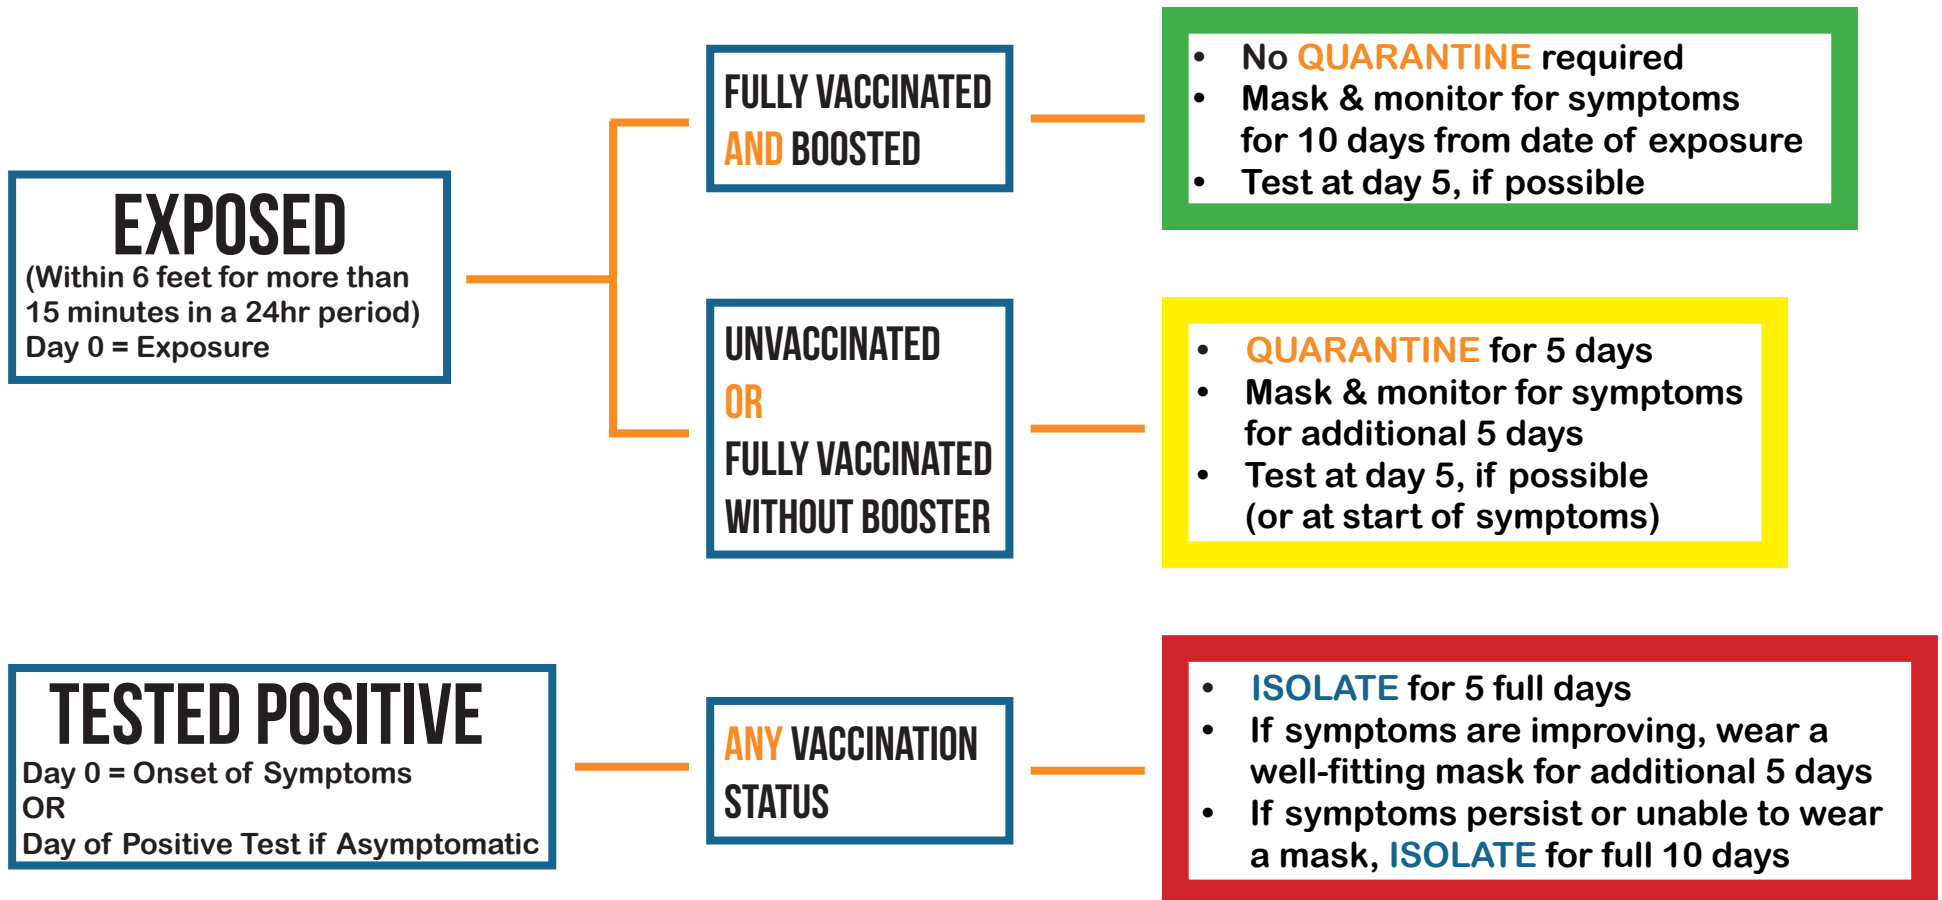 EXPOSED
(Within 6 feet for more than
15 minutes in a 24hr period)
Day 0 = Exposure
FULLY VACCINATED
AND BOOSTED
• No QUARANTINE required
• Mask & monitor for symptoms
for 10 days from date of exposure
• Test at day 5, if possible
UNVACCINATED
OR
FULLY VACCINATED
WITHOUT BOOSTER
• QUARANTINE for 5 days
• Mask & monitor for symptoms
for additional 5 days
• Test at day 5, if possible
(or at start of symptoms)
TESTED POSITIVE
Day 0 = Onset of Symptoms
OR
Day of Positive Test if Asymptomatic
ANY VACCINATION
STATUS
• ISOLATE for 5 full days
• If symptoms are improving, wear a
well-fitting mask for additional 5 days
• If symptoms persist or unable to wear
a mask, ISOLATE for full 10 days